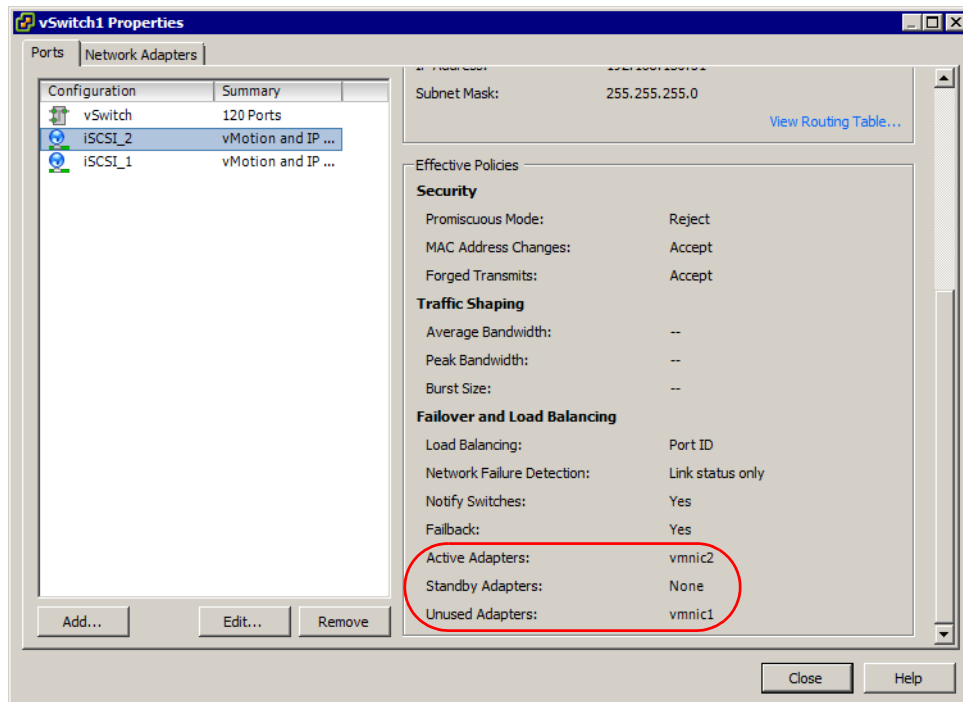 vSwitch1 Properties
Ports Network Adapters
Configuration Summary
vSwitch 120 Ports
iSCSI_2 vMotion and IP ...
iSCSI_1 vMotion and IP ...
Subnet Mask: 255.255.255.0
View Routing Table...
Effective Policies
Security
Promiscuous Mode: Reject
MAC Address Changes: Accept
Forged Transmits: Accept
Traffic Shaping
Average Bandwidth: --
Peak Bandwidth: --
Burst Size: --
Failover and Load Balancing
Load Balancing: Port ID
Network Failure Detection: Link status only
Notify Switches: Yes
Failback: Yes
Active Adapters: vmnic2
Standby Adapters: None
Unused Adapters: vmnic1
Add... Edit... Remove
Close Help